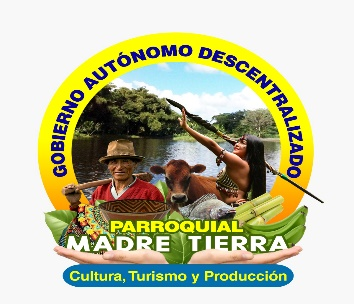 GOBIERNO AUTÓNOMO DESCENTRALIZADO
PARROQUIAL
MADRE TIERRA
Cultura, Turismo y Producción